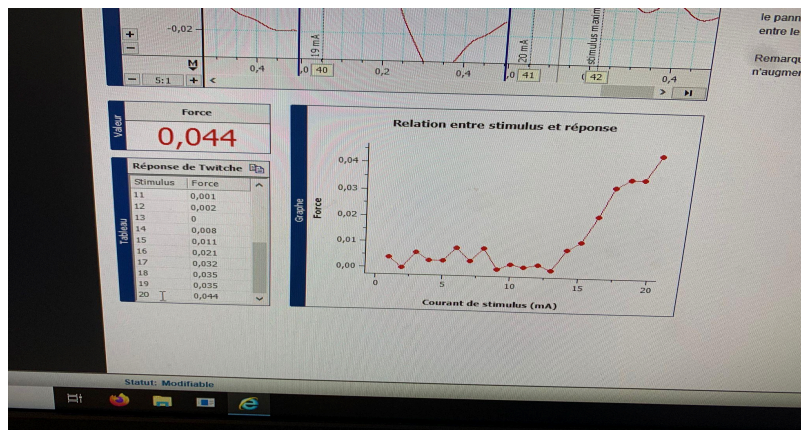 -0,02
19 mA
20 mA
stimulus maxim
le pann
entre le
Remarqu
n'augmer
M
5:1
0,4
,0
40
0,2
0,4
,0
41
42
0,4
Valeur
Force
0,044
Tableau
Réponse de Twitche
Stimulus Force
11 0,001
12 0,002
13 0
14 0,008
15 0,011
16 0,021
17 0,032
18 0,035
19 0,035
20 0,044
Graphe
Relation entre stimulus et réponse
Force
0,04
0,03
0,02
0,01
0,00
0 5 10 15 20
Courant de stimulus (mA)
Statut: Modifiable